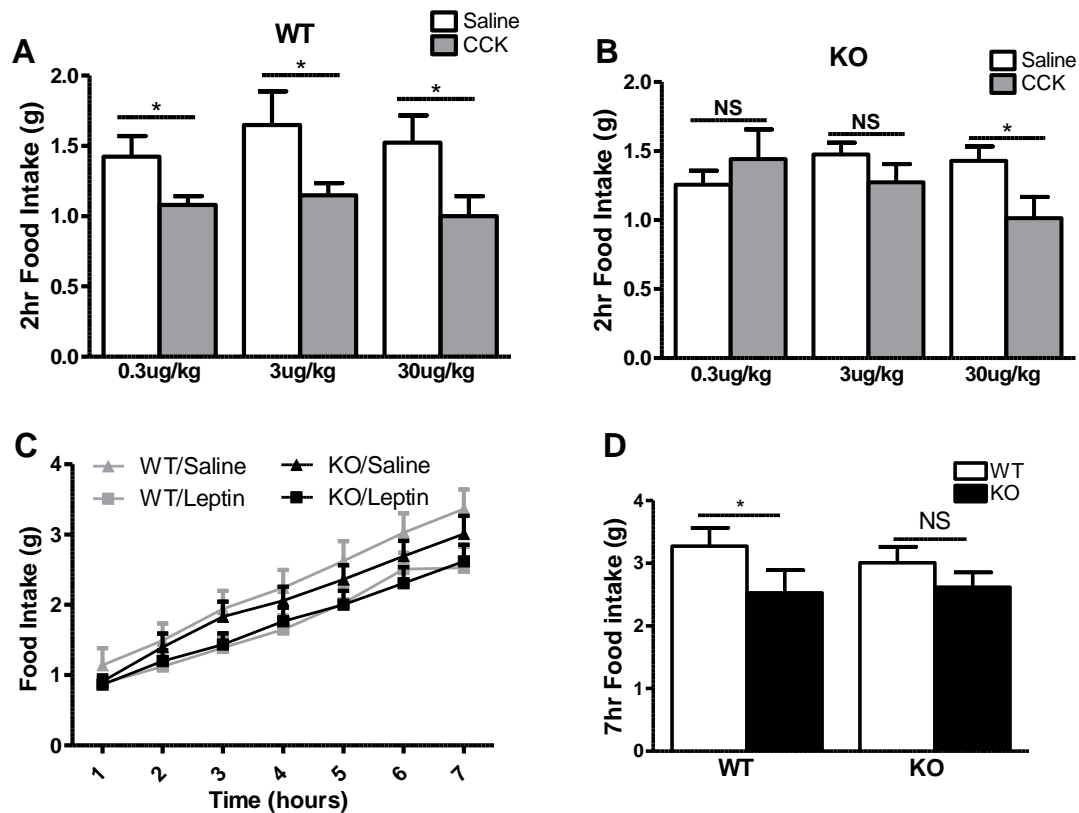 A
WT
Saline
CCK
2hr Food Intake (g)
2.0
1.5
1.0
0.5
0.0
*
*
*
0.3ug/kg
3ug/kg
30ug/kg
B
KO
Saline
CCK
2hr Food Intake (g)
2.0
1.5
1.0
0.5
0.0
NS
NS
*
0.3ug/kg
3ug/kg
30ug/kg
C
WT/Saline
KO/Saline
WT/Leptin
KO/Leptin
Food Intake (g)
4
3
2
1
0
1
2
3
4
5
6
7
Time (hours)
D
WT
KO
7hr Food intake (g)
4
3
2
1
0
*
NS
WT
KO